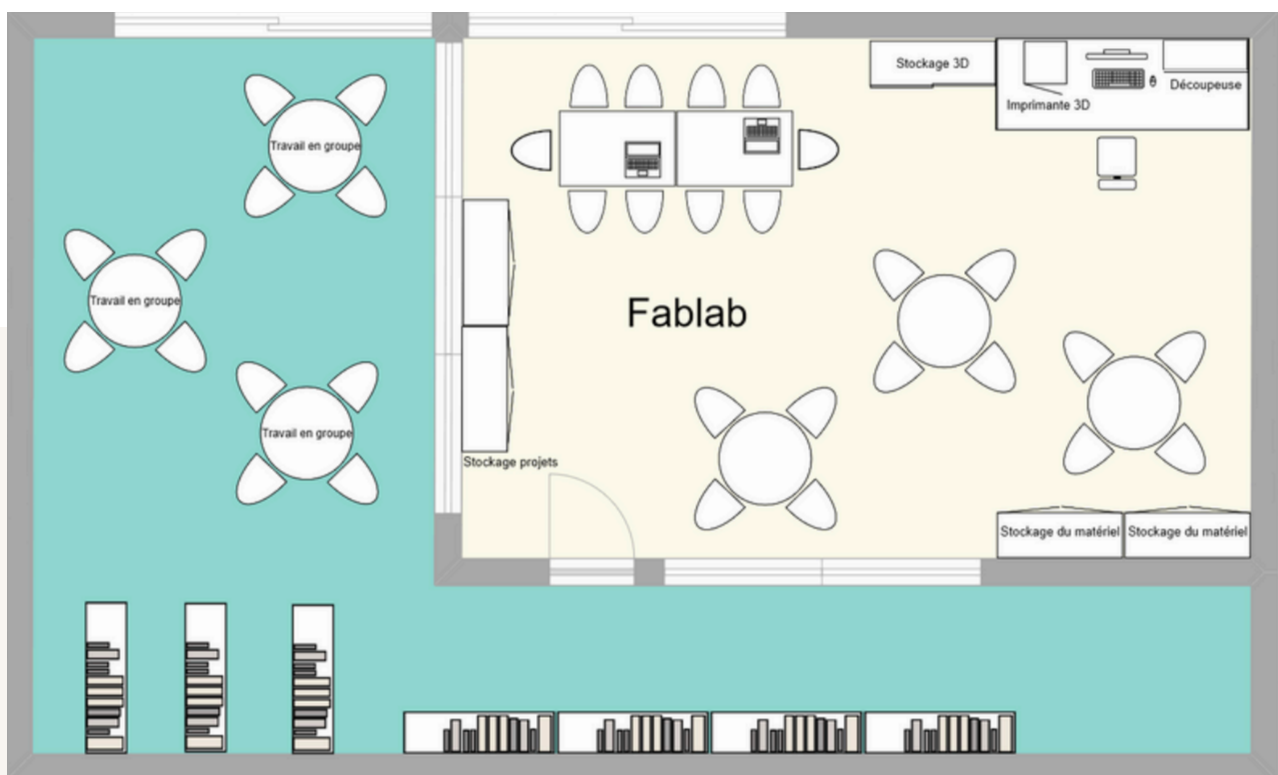 Stockage 3D
Imprimante 3D
Découpeuse
Travail en groupe
Travail en groupe
Fablab
Travail en groupe
Stockage projets
Stockage du matériel
Stockage du matériel